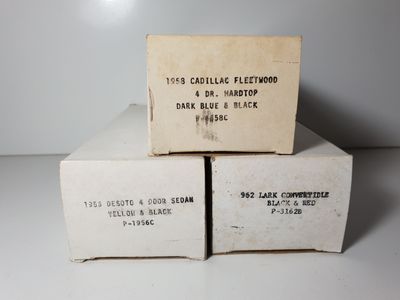 1958 CADILLAC FLEETWOOD
4 DR. HARDTOP
DARK BLUE & BLACK
DESOTO 4 DOOR SEDAN
YELLOW & BLACK
P-1956C
962 LARK CONVERTIBLE
BLACK & RED
P-3162B